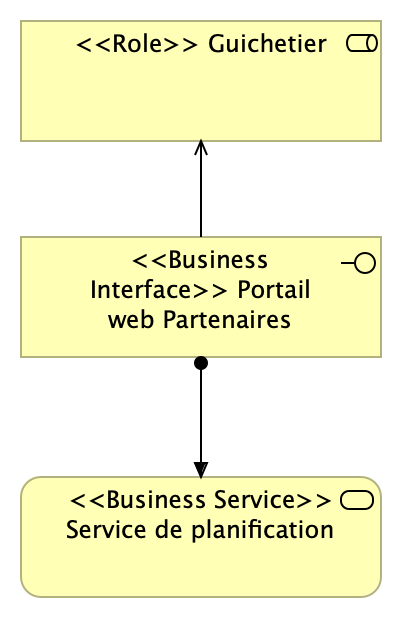 <<Role>> Guichetier
<<Business
Interface>> Portail
web Partenaires
<<Business Service>>
Service de planification